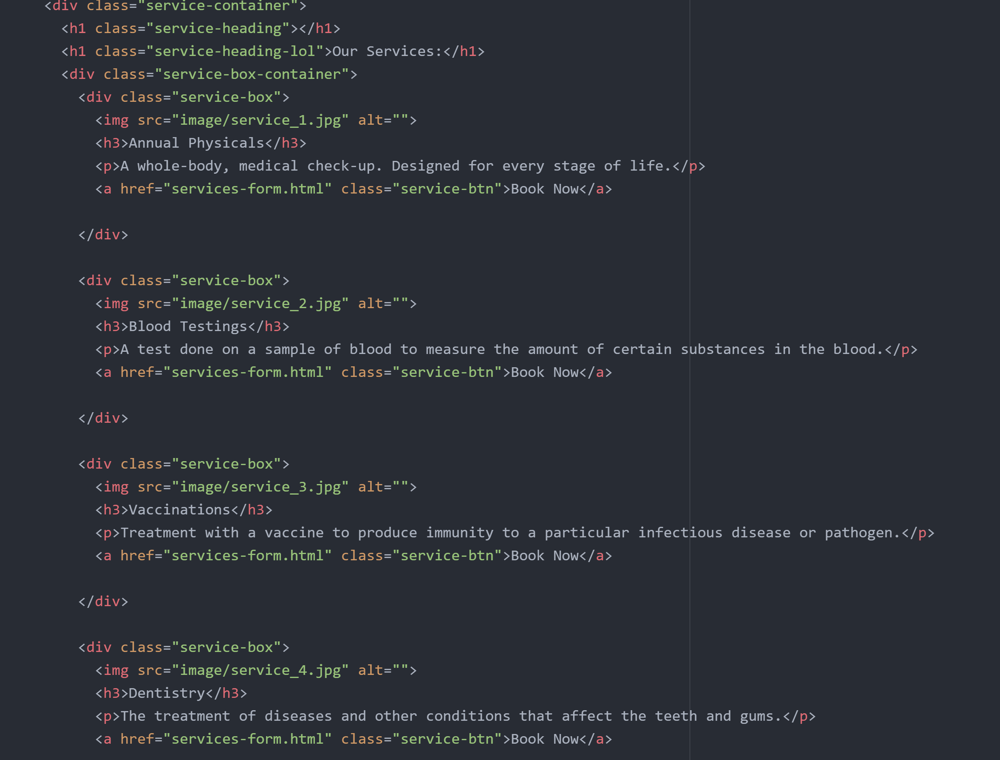 <div class="service-container">
<h1 class="service-heading"></h1>
<h1 class="service-heading-lol">Our Services:</h1>
<div class="service-box-container">
<div class="service-box">
<img src="image/service_1.jpg" alt="">
<h3>Annual Physicals</h3>
<p>A whole-body, medical check-up. Designed for every stage of life.</p>
<a href="services-form.html" class="service-btn">Book Now</a>
</div>
<div class="service-box">
<img src="image/service_2.jpg" alt="">
<h3>Blood Testings</h3>
<p>A test done on a sample of blood to measure the amount of certain substances in the blood.</p>
<a href="services-form.html" class="service-btn">Book Now</a>
</div>
<div class="service-box">
<img src="image/service_3.jpg" alt="">
<h3>Vaccinations</h3>
<p>Treatment with a vaccine to produce immunity to a particular infectious disease or pathogen.</p>
<a href="services-form.html" class="service-btn">Book Now</a>
</div>
<div class="service-box">
<img src="image/service_4.jpg" alt="">
<h3>Dentistry</h3>
<p>The treatment of diseases and other conditions that affect the teeth and gums.</p>
<a href="services-form.html" class="service-btn">Book Now</a>